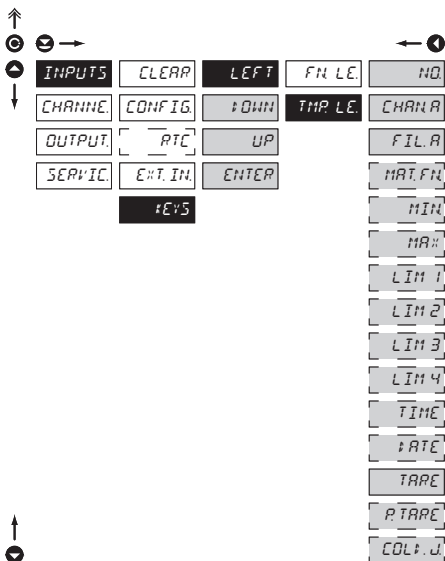 INPUTS CLEAR LEFT FN. LE. NO.
CHANNE. CONFIG. DOWN TMP. LE. CHAN. A
OUTPUT. RTC UP FIL. A
SERVIC. EXT. IN. ENTER MAT. FN.
KEYS MIN.
MAX
LIM 1
LIM 2
LIM 3
LIM 4
TIME
DATE
TARE
P. TARE
COLD. J.